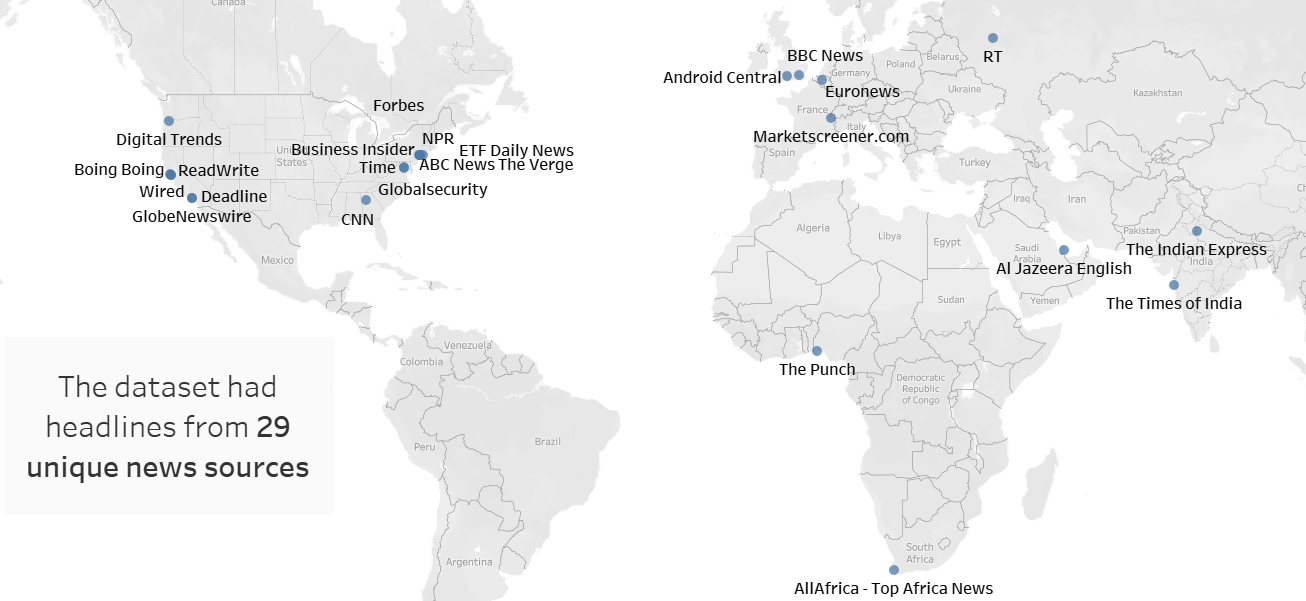 Canada
BBC News
RT
Android Central
Germany
Poland
Belarus
Euronews
Ukraine
Kazakhstan
Forbes
France
Digital Trends
NPR
Marketscreener.com
Italy
Business Insider
ETF Daily News
United States
Spain
Turkey
Time
ABC News
The Verge
Boing Boing
ReadWrite
Wired
Deadline
Globalsecurity
GlobeNewswire
CNN
Iraq
Iran
Algeria
Libya
Egypt
Pakistan
The Indian Express
Saudi
Arabia
India
Mexico
Al Jazeera English
Sudan
Yemen
The Times of India
Venezuela
Colombia
The Punch
Democratic
Republic
of Congo
The dataset had
headlines from 29
unique news sources
Peru
Brazil
South
Africa
Argentina
AllAfrica - Top Africa News